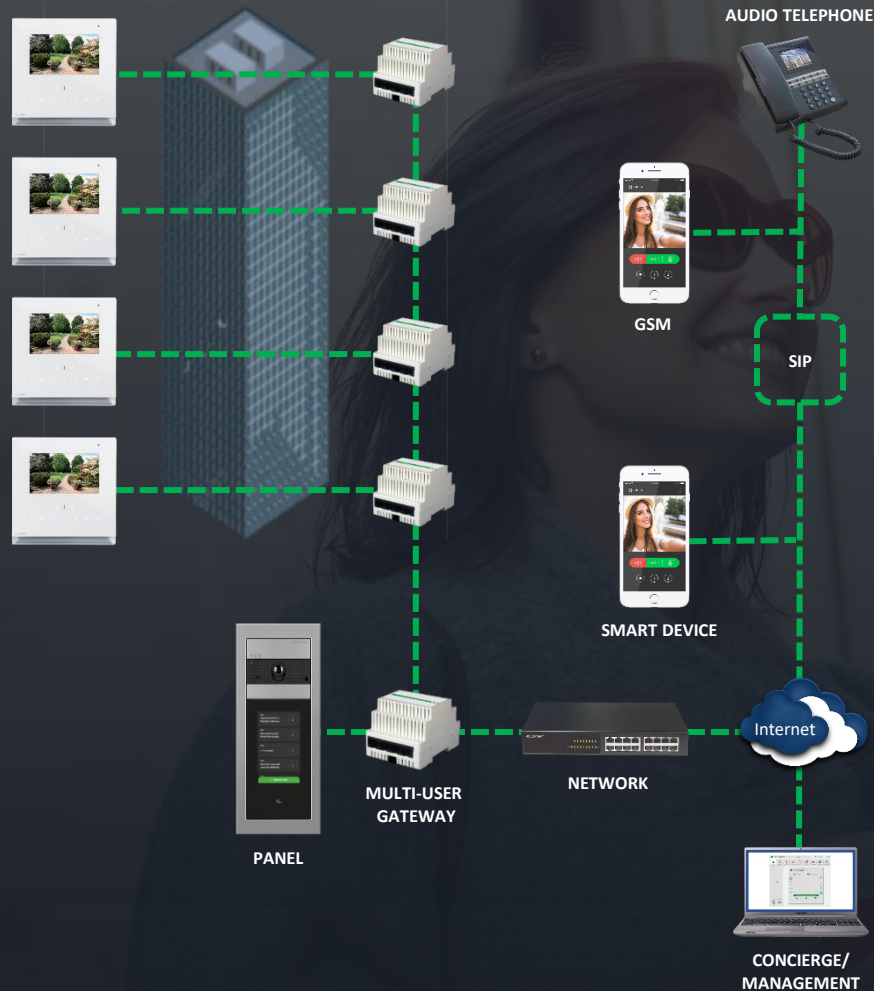 AUDIO TELEPHONE
GSM
SIP
SMART DEVICE
Internet
NETWORK
MULTI-USER
GATEWAY
PANEL
CONCIERGE/
MANAGEMENT